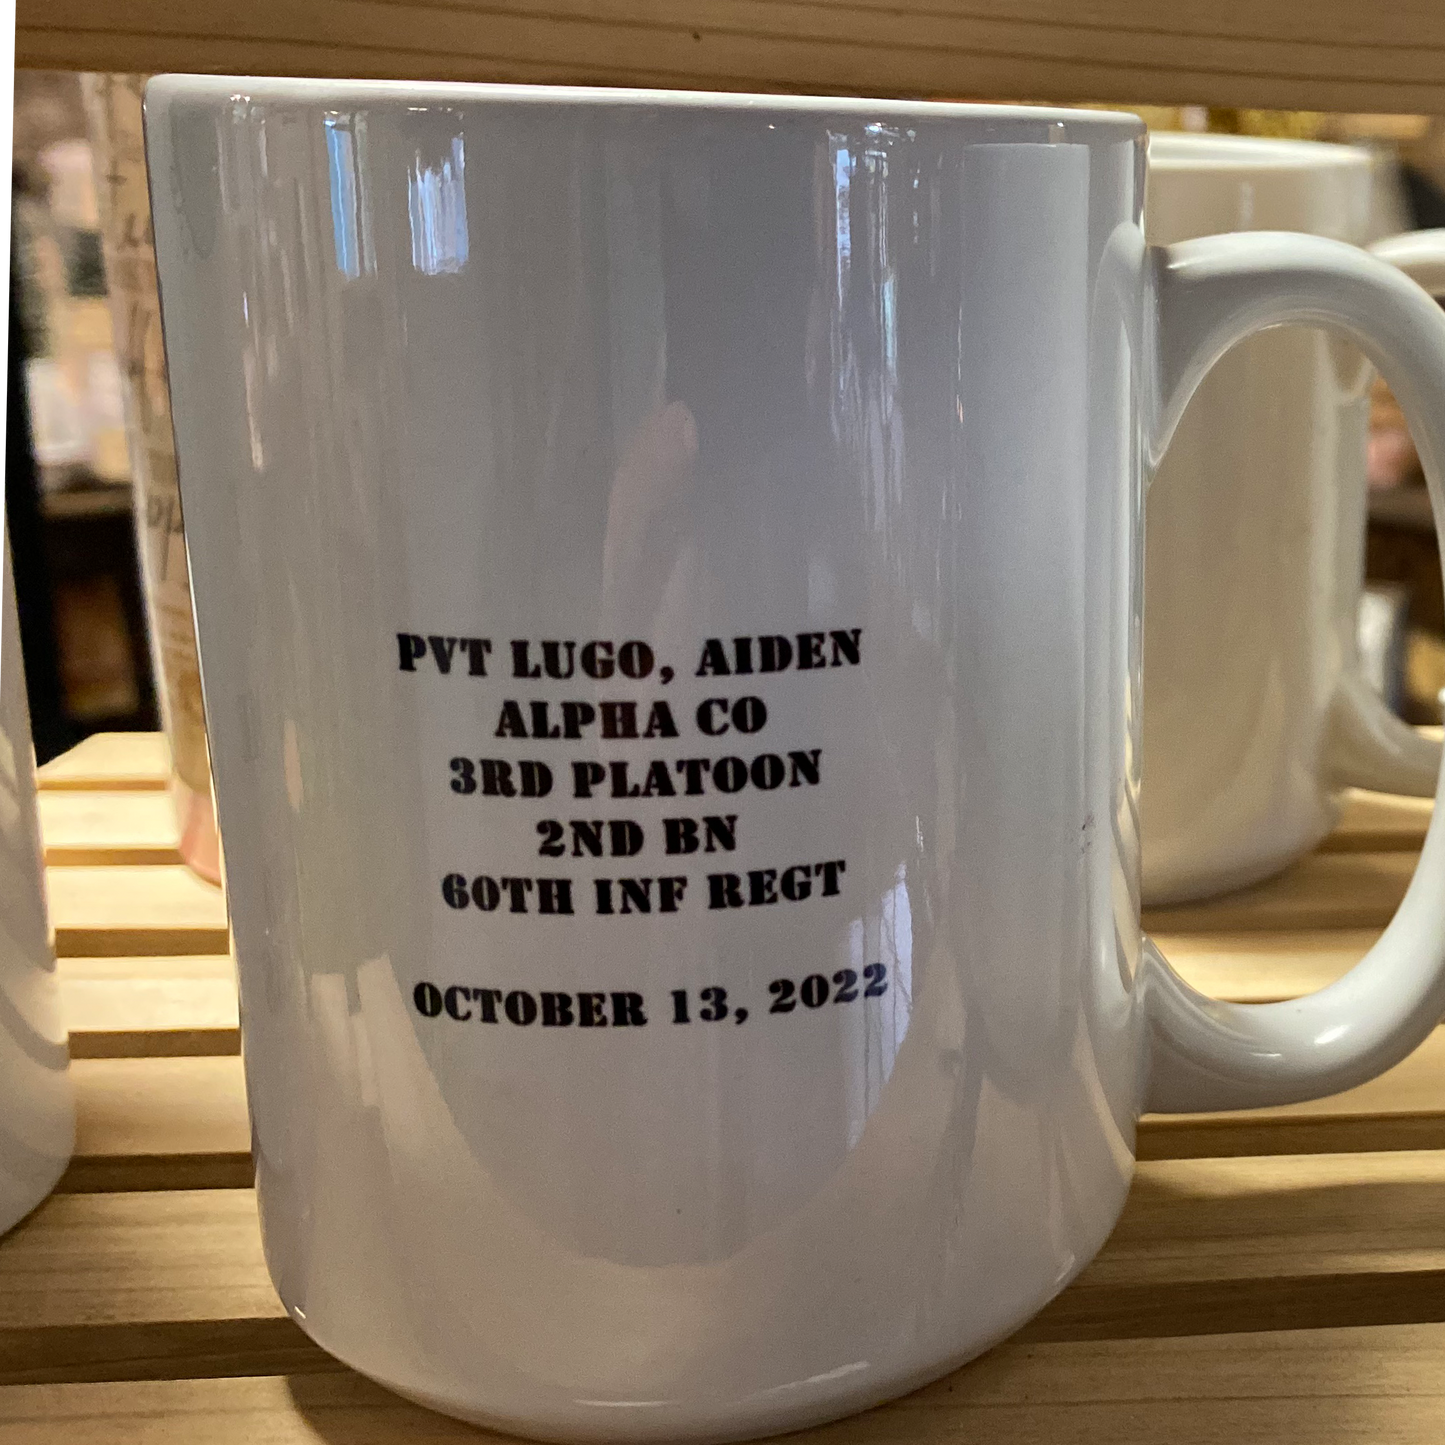 PVT LUGO, AIDEN
ALPHA CO
3RD PLATOON
2ND BN
60TH INF REGT
OCTOBER 13, 2022